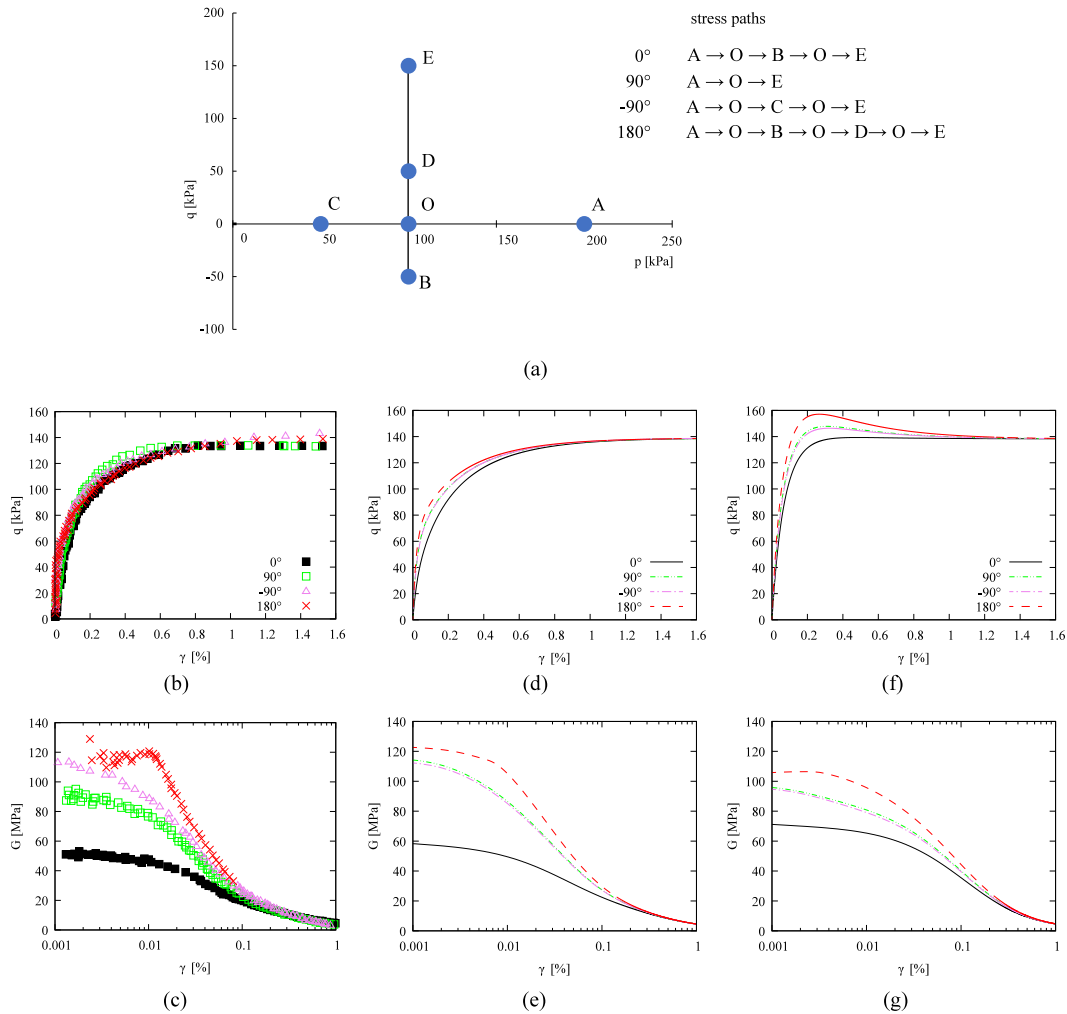 stress paths
0° A → O → B → O → E
90° A → O → E
-90° A → O → C → O → E
180° A → O → B → O → D → O → E
200
150
100
50
0
-50
-100
q [kPa]
E
D
C
O
A
B
0
50
100
150
200
250
p [kPa]
(a)
160
140
120
100
80
60
40
20
0
q [kPa]
0°
90°
-90°
180°
0 0.2 0.4 0.6 0.8 1 1.2 1.4 1.6
γ [%]
(b)
160
140
120
100
80
60
40
20
0
q [kPa]
0°
90°
-90°
180°
0 0.2 0.4 0.6 0.8 1 1.2 1.4 1.6
γ [%]
(d)
160
140
120
100
80
60
40
20
0
q [kPa]
0°
90°
-90°
180°
0 0.2 0.4 0.6 0.8 1 1.2 1.4 1.6
γ [%]
(f)
140
120
100
80
60
40
20
0
G [MPa]
0.001 0.01 0.1 1
γ [%]
(c)
140
120
100
80
60
40
20
0
G [MPa]
0.001 0.01 0.1 1
γ [%]
(e)
140
120
100
80
60
40
20
0
G [MPa]
0.001 0.01 0.1 1
γ [%]
(g)